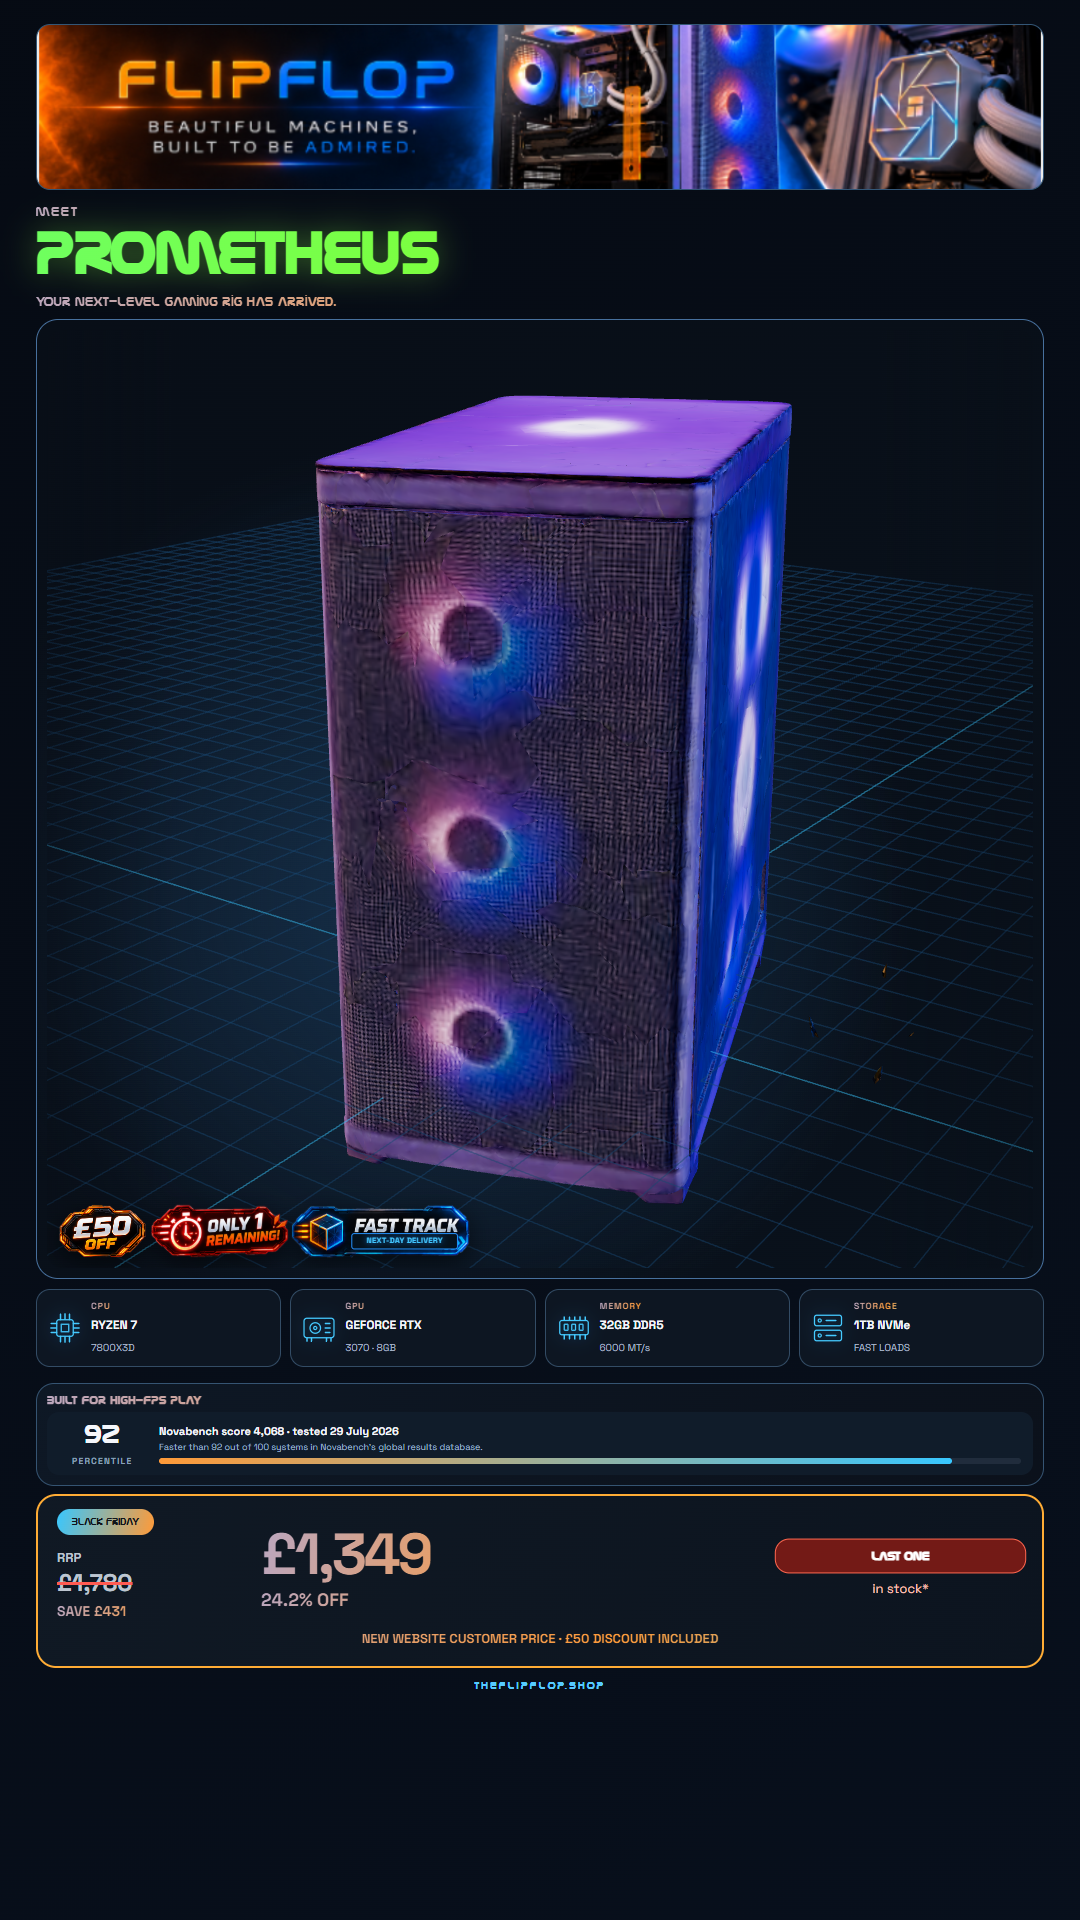 FLIPFLOP
BEAUTIFUL MACHINES,
BUILT TO BE ADMIRED.
MEET
PROMETHEUS
YOUR NEXT-LEVEL GAMING RIG HAS ARRIVED.
£50 OFF
ONLY 1 REMAINING!
FAST TRACK
NEXT-DAY DELIVERY
CPU
RYZEN 7
7800X3D
GPU
GEFORCE RTX
3070 · 8GB
MEMORY
32GB DDR5
6000 MT/s
STORAGE
1TB NVMe
FAST LOADS
BUILT FOR HIGH-FPS PLAY
92
PERCENTILE
Novabench score 4,068 · tested 29 July 2026
Faster than 92 out of 100 systems in Novabench's global results database.
BLACK FRIDAY
RRP
£1,780
SAVE £431
£1,349
24.2% OFF
LAST ONE
in stock*
NEW WEBSITE CUSTOMER PRICE · £50 DISCOUNT INCLUDED
THEFLIPFLOP.SHOP